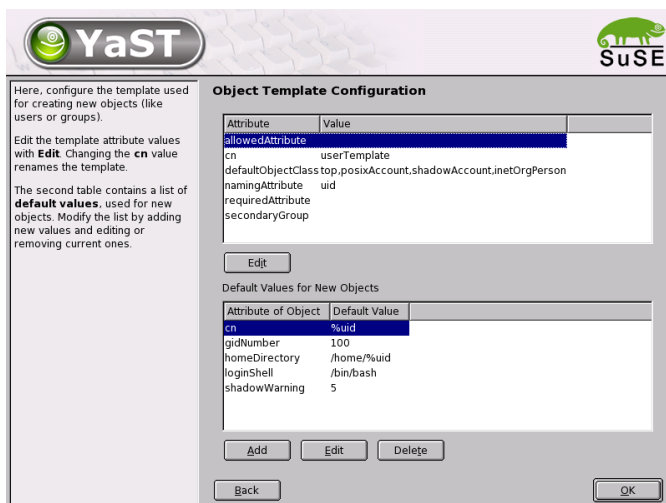 YaST
SuSE
Here, configure the template used
for creating new objects (like
users or groups).
Edit the template attribute values
with Edit. Changing the cn value
renames the template.
The second table contains a list of
default values, used for new
objects. Modify the list by adding
new values and editing or
removing current ones.
Object Template Configuration
Attribute Value
allowedAttribute
cn userTemplate
defaultObjectClass top,posixAccount,shadowAccount,inetOrgPerson
namingAttribute uid
requiredAttribute
secondaryGroup
Edit
Default Values for New Objects
Attribute of Object Default Value
cn %uid
gidNumber 100
homeDirectory /home/%uid
loginShell /bin/bash
shadowWarning 5
Add Edit Delete
Back OK